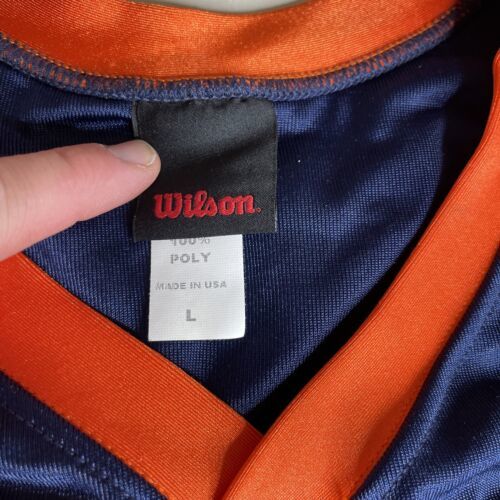 Wilson.
100%
POLY
MADE IN USA
L